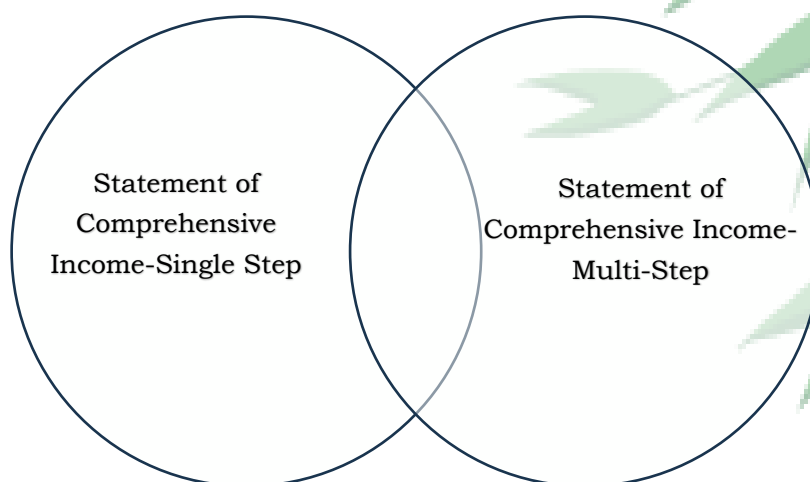 Statement of
Comprehensive
Income-Single Step
Statement of
Comprehensive Income-
Multi-Step